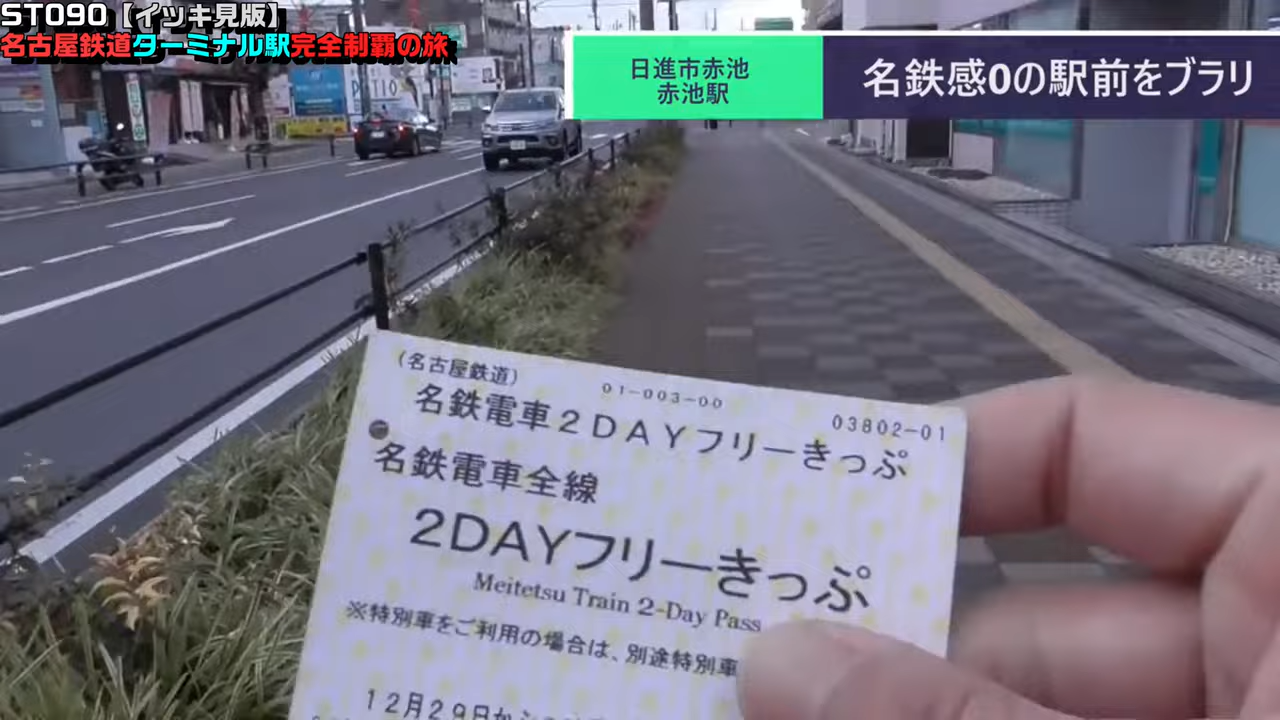 ST090【イッキ見版】
名古屋鉄道ターミナル駅完全制覇の旅
日進市赤池
赤池駅
名鉄感0の駅前をブラリ
(名古屋鉄道)
01-003-00
03802-01
名鉄電車2DAYフリーきっぷ
名鉄電車全線
2DAYフリーきっぷ
Meitetsu Train 2-Day Pass
※特別車をご利用の場合は、別途特別車
12月29日から